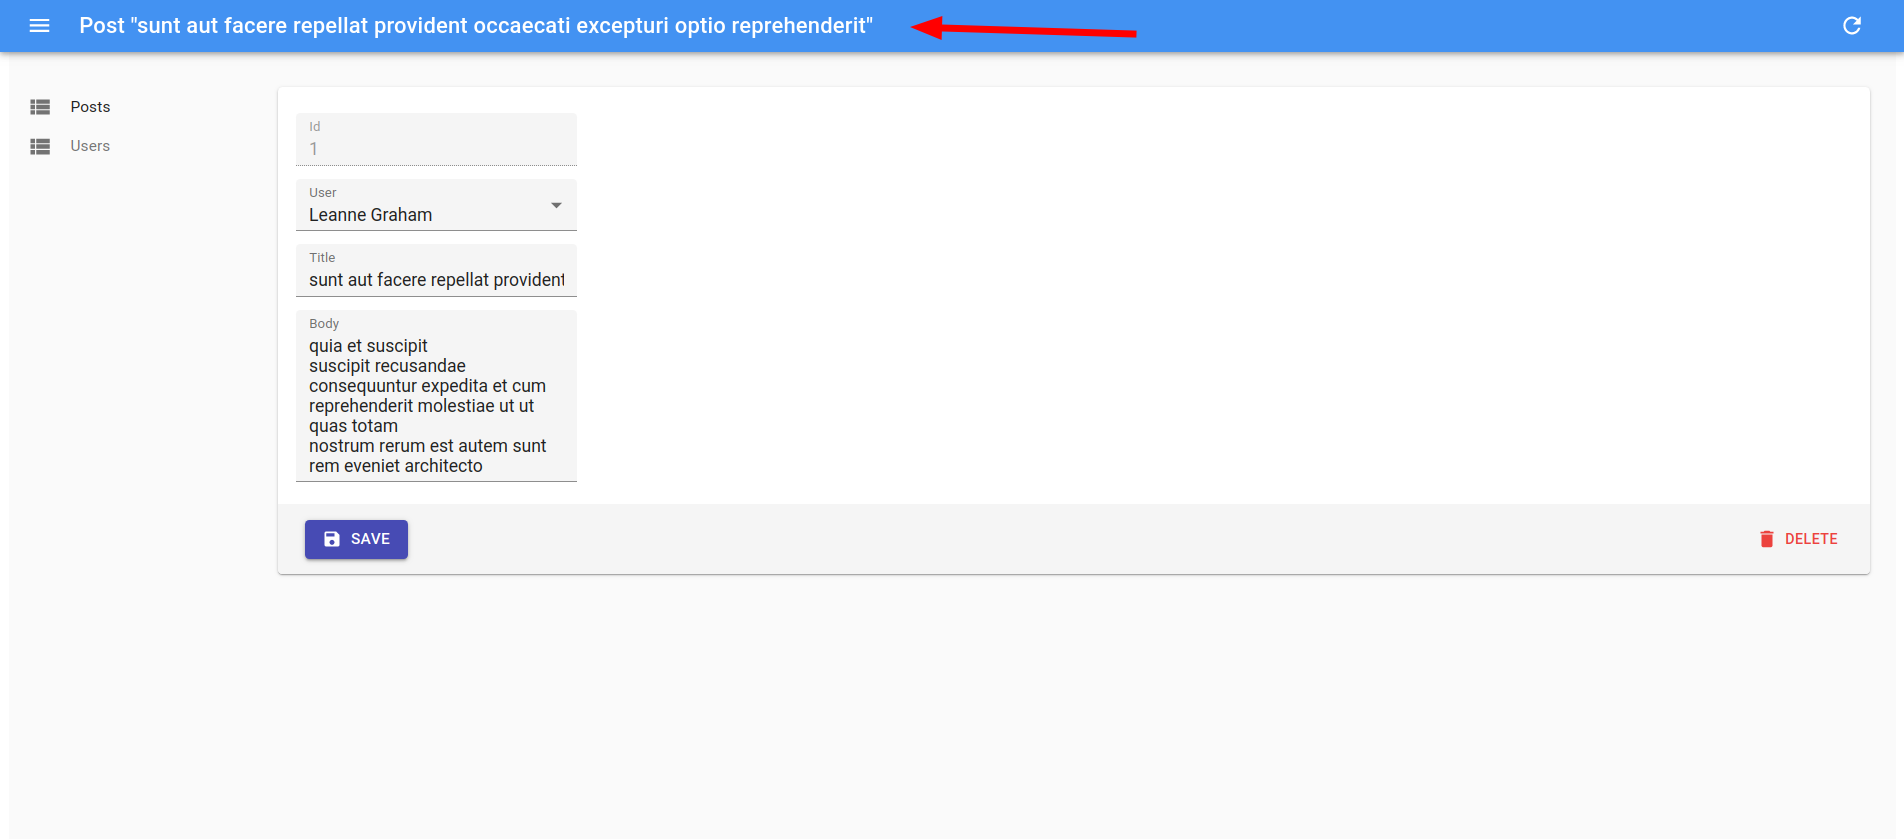 Post "sunt aut facere repellat provident occaecati excepturi optio reprehenderit"
Posts
Users
Id
1
User
Leanne Graham
Title
sunt aut facere repellat provident
Body
quia et suscipit
suscipit recusandae
consequuntur expedita et cum
reprehenderit molestiae ut ut
quas totam
nostrum rerum est autem sunt
rem eveniet architecto
SAVE
DELETE